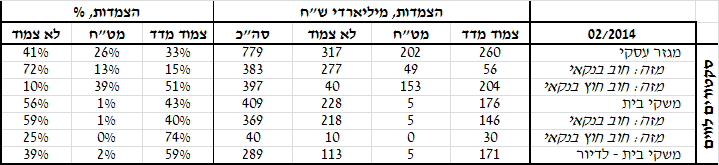 הצמדות, מיליארדי ש"ח הצמדות, %
02/2014 צמוד מדד מט"ח לא צמוד סה"כ צמוד מדד מט"ח לא צמוד
סקטורים לווים
מגזר עסקי 260 202 317 779 33% 26% 41%
מזה: חוב בנקאי 56 49 277 383 15% 13% 72%
מזה: חוב חוץ בנקאי 204 153 40 397 51% 39% 10%
משקי בית 176 5 228 409 43% 1% 56%
מזה: חוב בנקאי 146 5 218 369 40% 1% 59%
מזה: חוב חוץ בנקאי 30 0 10 40 74% 0% 25%
משקי בית - לדיור 171 5 113 289 59% 2% 39%